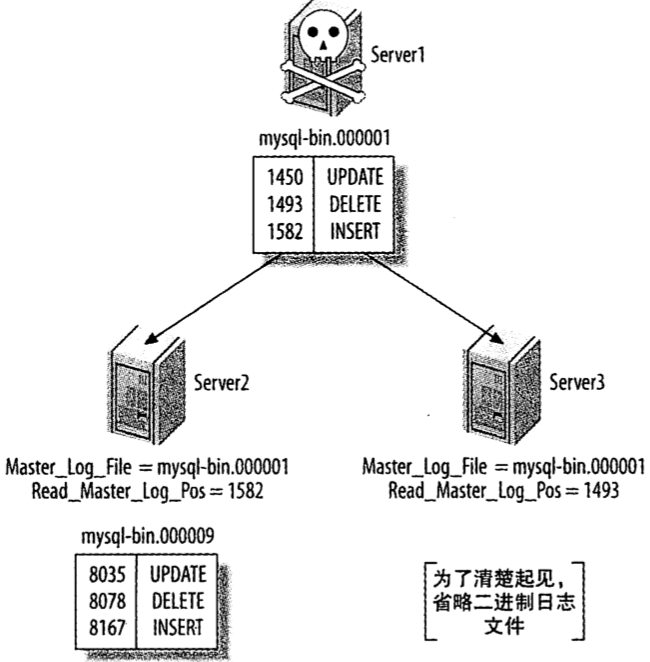 Server1
mysql-bin.000001
1450 UPDATE
1493 DELETE
1582 INSERT
Server2
Server3
Master_Log_File = mysql-bin.000001
Read_Master_Log_Pos = 1582
Master_Log_File = mysql-bin.000001
Read_Master_Log_Pos = 1493
mysql-bin.000009
8035 UPDATE
8078 DELETE
8167 INSERT
为了清楚起见，
省略二进制日志
文件